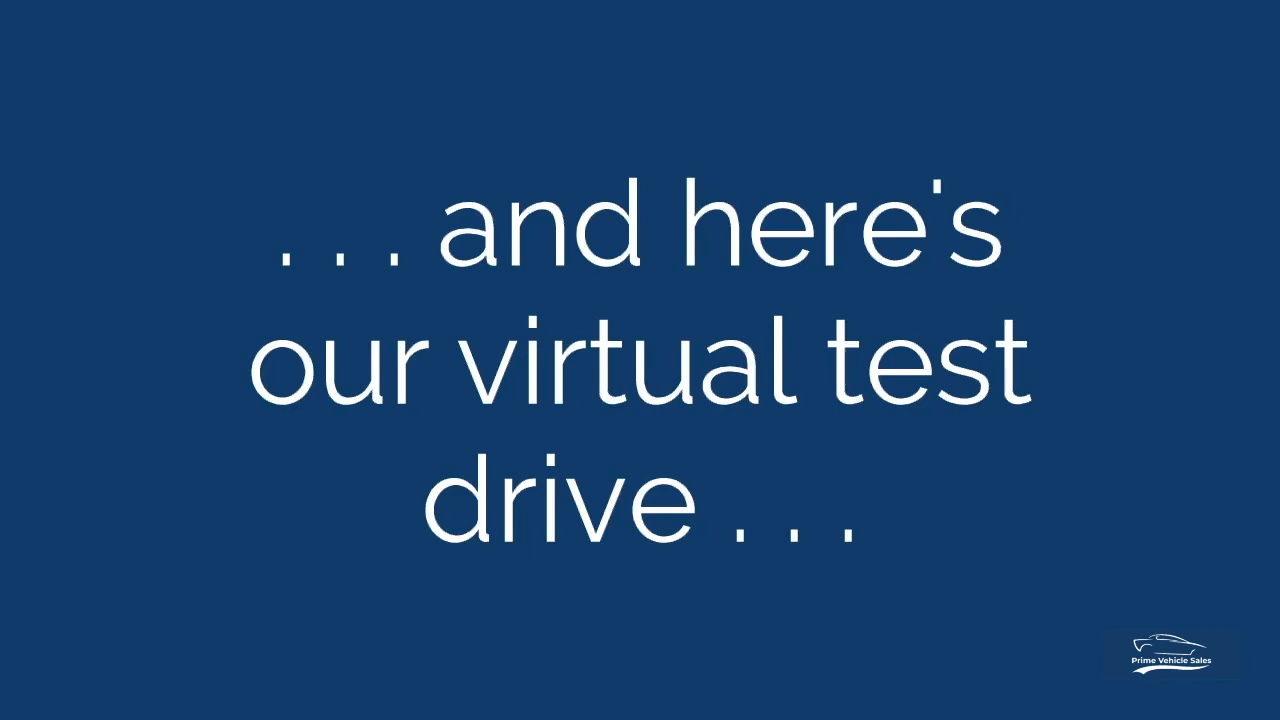 . . . and here's
our virtual test
drive . . .
Prime Vehicle Sales